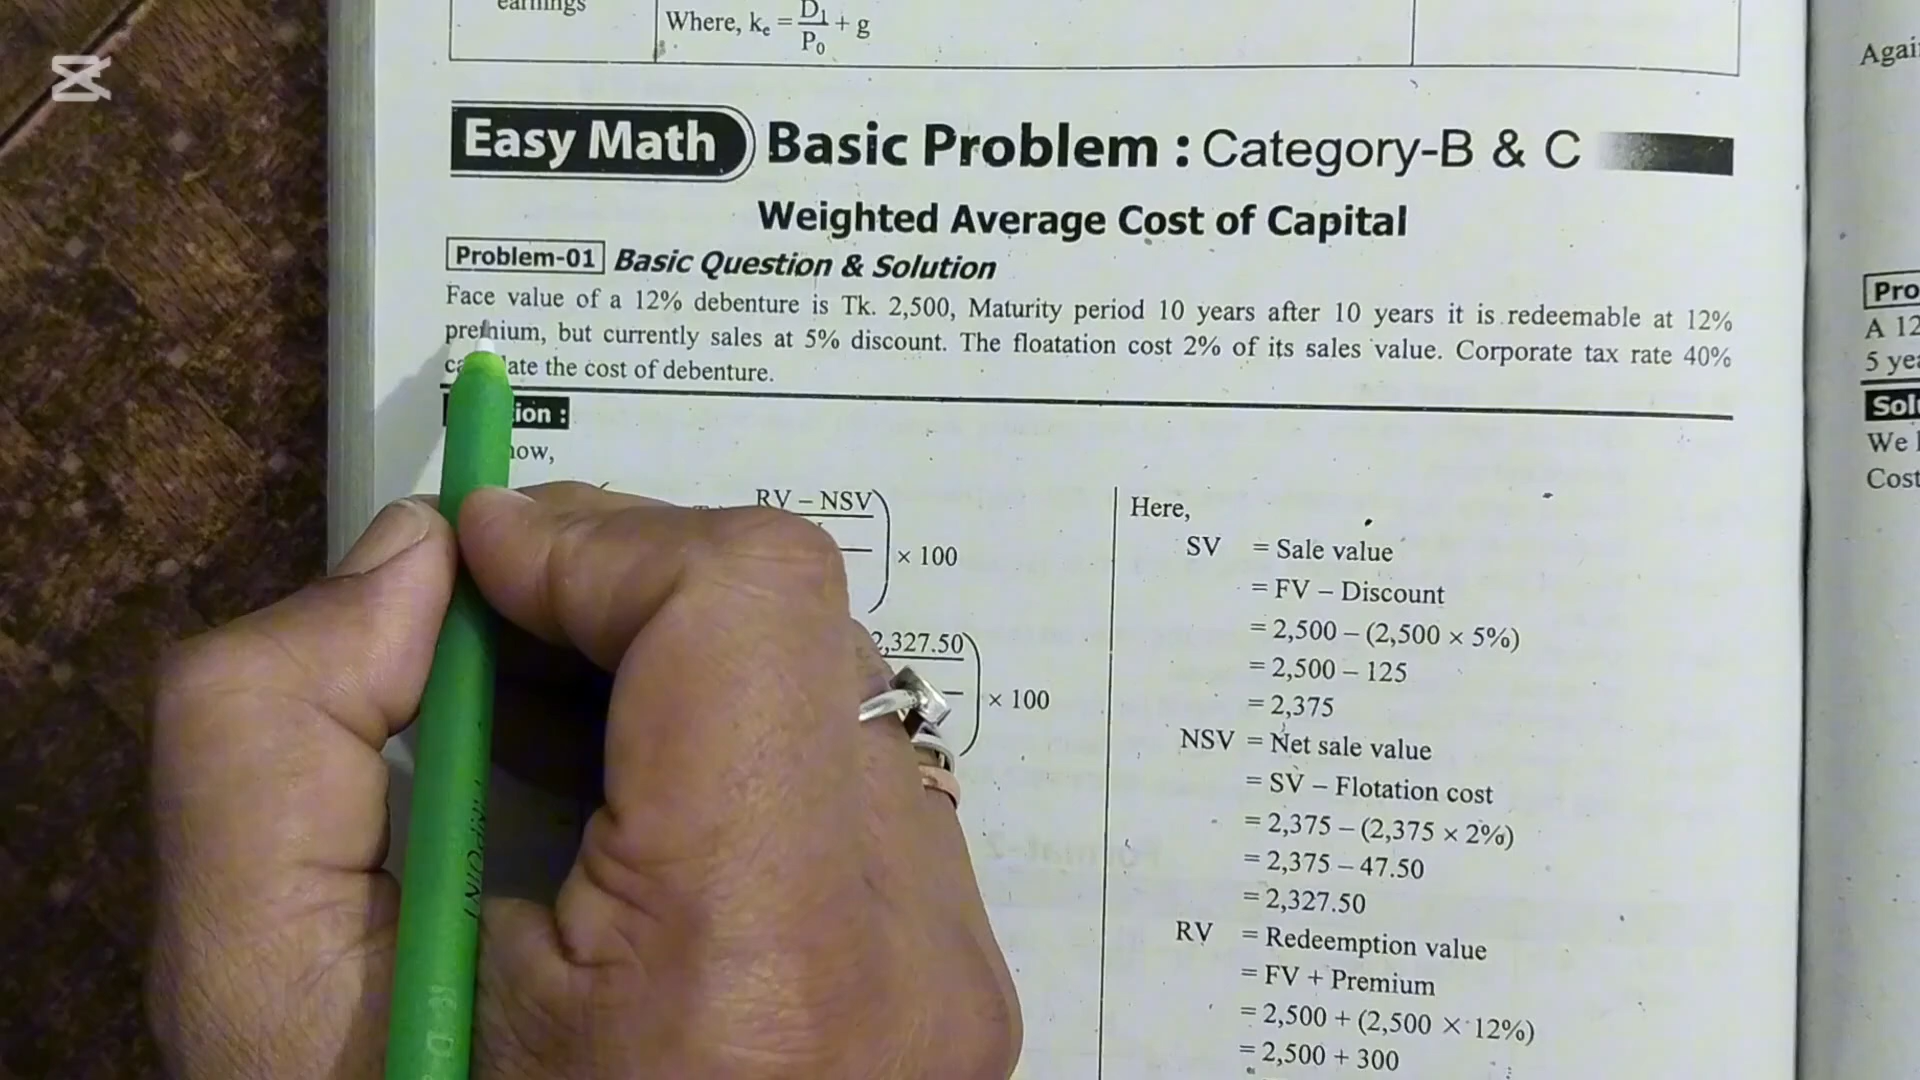 earnings
Where, ke = D1/P0 + g
Easy Math Basic Problem : Category-B & C
Weighted Average Cost of Capital
Problem-01 Basic Question & Solution
Face value of a 12% debenture is Tk. 2,500, Maturity period 10 years after 10 years it is redeemable at 12%
premium, but currently sales at 5% discount. The floatation cost 2% of its sales value. Corporate tax rate 40%
the cost of debenture.
RV – NSV
× 100
2,327.50
× 100
Here,
SV = Sale value
= FV – Discount
= 2,500 – (2,500 × 5%)
= 2,500 – 125
= 2,375
NSV = Net sale value
= SV – Flotation cost
= 2,375 – (2,375 × 2%)
= 2,375 – 47.50
= 2,327.50
RV = Redemption value
= FV + Premium
= 2,500 + (2,500 × 12%)
= 2,500 + 300
Pro
A 12
5 yea
Sol
We
Cost